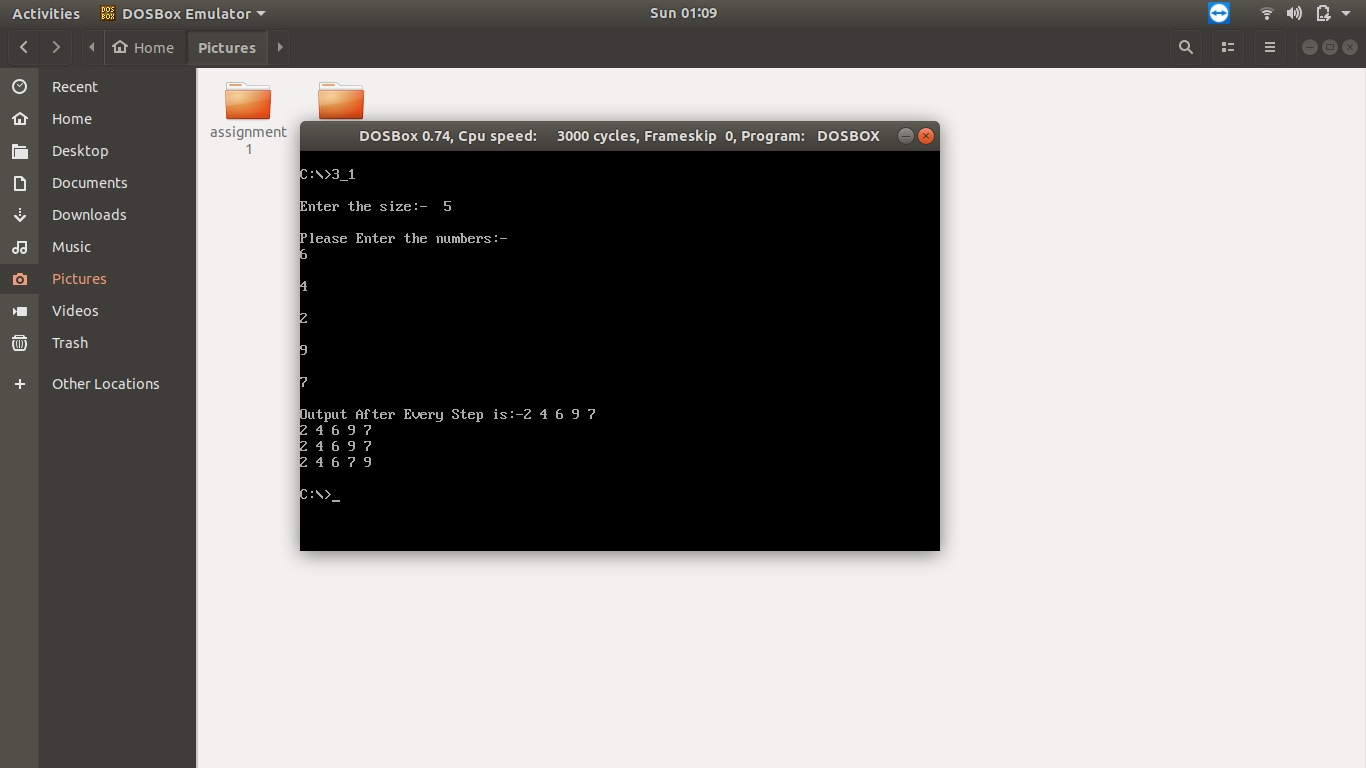 Activities DOSBox Emulator Sun 01:09
Home Pictures
Recent
Home
Desktop
Documents
Downloads
Music
Pictures
Videos
Trash
Other Locations
assignment
1
DOSBox 0.74, Cpu speed: 3000 cycles, Frameskip 0, Program: DOSBOX
C:\>3_1
Enter the size:- 5
Please Enter the numbers:-
6
4
2
9
7
Output After Every Step is:-2 4 6 9 7
2 4 6 9 7
2 4 6 9 7
2 4 6 7 9
C:\>_